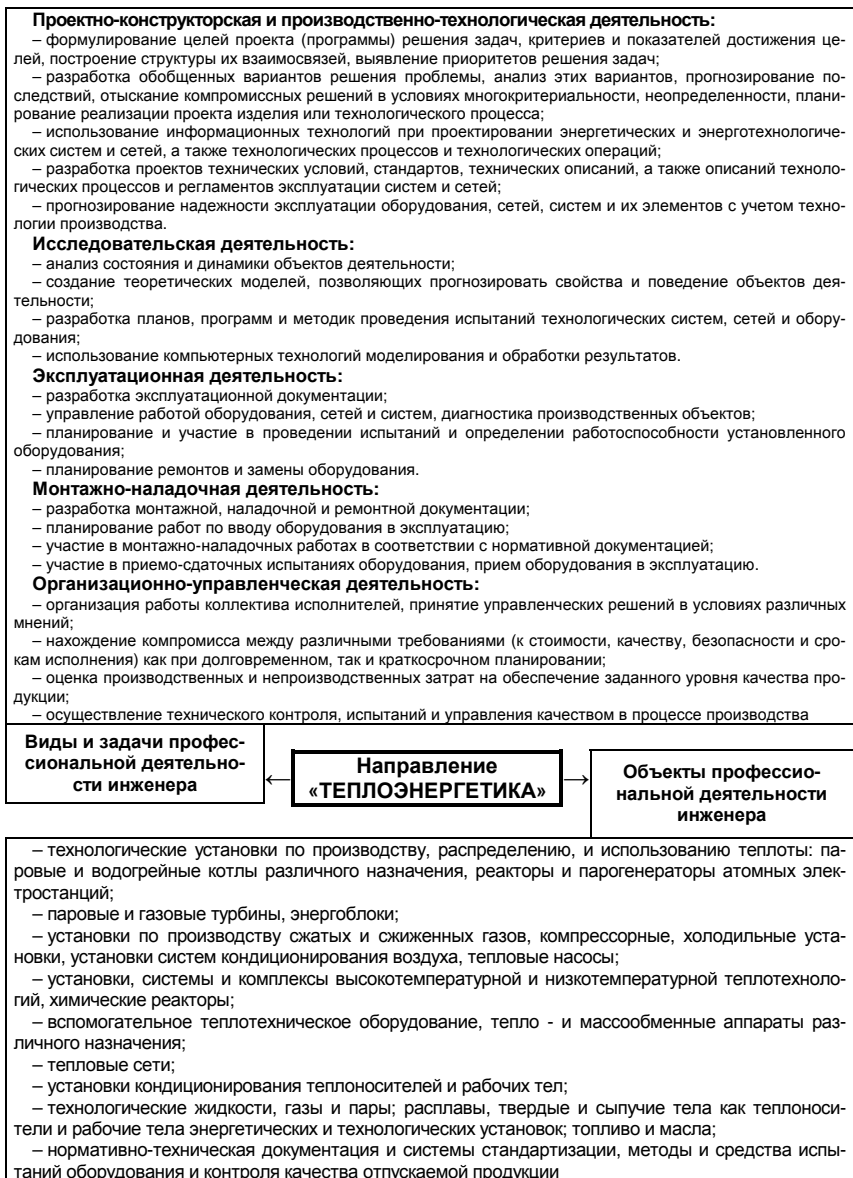 Проектно-конструкторская и производственно-технологическая деятельность:
– формулирование целей проекта (программы) решения задач, критериев и показателей достижения це-
лей, построение структуры их взаимосвязей, выявление приоритетов решения задач;
– разработка обобщенных вариантов решения проблемы, анализ этих вариантов, прогнозирование по-
следствий, отыскание компромиссных решений в условиях многокритериальности, неопределенности, плани-
рование реализации проекта изделия или технологического процесса;
– использование информационных технологий при проектировании энергетических и энерготехнологиче-
ских систем и сетей, а также технологических процессов и технологических операций;
– разработка проектов технических условий, стандартов, технических описаний, а также описаний техноло-
гических процессов и регламентов эксплуатации систем и сетей;
– прогнозирование надежности эксплуатации оборудования, сетей, систем и их элементов с учетом техно-
логии производства.
Исследовательская деятельность:
– анализ состояния и динамики объектов деятельности;
– создание теоретических моделей, позволяющих прогнозировать свойства и поведение объектов дея-
тельности;
– разработка планов, программ и методик проведения испытаний технологических систем, сетей и обору-
дования;
– использование компьютерных технологий моделирования и обработки результатов.
Эксплуатационная деятельность:
– разработка эксплуатационной документации;
– управление работой оборудования, сетей и систем, диагностика производственных объектов;
– планирование и участие в проведении испытаний и определении работоспособности установленного
оборудования;
– планирование ремонтов и замены оборудования.
Монтажно-наладочная деятельность:
– разработка монтажной, наладочной и ремонтной документации;
– планирование работ по вводу оборудования в эксплуатацию;
– участие в монтажно-наладочных работах в соответствии с нормативной документацией;
– участие в приемо-сдаточных испытаниях оборудования, прием оборудования в эксплуатацию.
Организационно-управленческая деятельность:
– организация работы коллектива исполнителей, принятие управленческих решений в условиях различных
мнений;
– нахождение компромисса между различными требованиями (к стоимости, качеству, безопасности и сро-
кам исполнения) как при долговременном, так и краткосрочном планировании;
– оценка производственных и непроизводственных затрат на обеспечение заданного уровня качества про-
дукции;
– осуществление технического контроля, испытаний и управления качеством в процессе производства
Виды и задачи профес-
сиональной деятельно-
сти инженера
←
Направление
«ТЕПЛОЭНЕРГЕТИКА»
→
Объекты профессио-
нальной деятельности
инженера
– технологические установки по производству, распределению, и использованию теплоты: па-
ровые и водогрейные котлы различного назначения, реакторы и парогенераторы атомных элек-
тростанций;
– паровые и газовые турбины, энергоблоки;
– установки по производству сжатых и сжиженных газов, компрессорные, холодильные уста-
новки, установки систем кондиционирования воздуха, тепловые насосы;
– установки, системы и комплексы высокотемпературной и низкотемпературной теплотехноло-
гий, химические реакторы;
– вспомогательное теплотехническое оборудование, тепло - и массообменные аппараты раз-
личного назначения;
– тепловые сети;
– установки кондиционирования теплоносителей и рабочих тел;
– технологические жидкости, газы и пары; расплавы, твердые и сыпучие тела как теплоноси-
тели и рабочие тела энергетических и технологических установок; топливо и масла;
– нормативно-техническая документация и системы стандартизации, методы и средства испы-
таний оборудования и контроля качества отпускаемой продукции